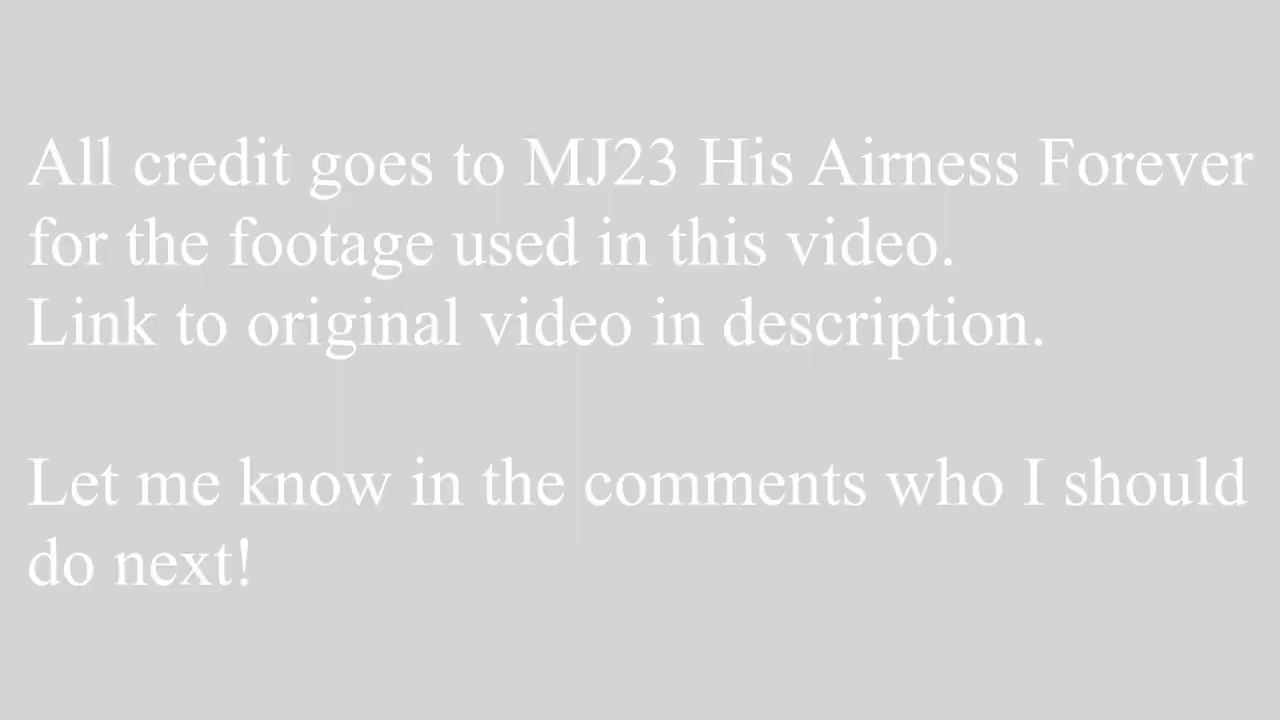 All credit goes to MJ23 His Airness Forever
for the footage used in this video.
Link to original video in description.
Let me know in the comments who I should
do next!